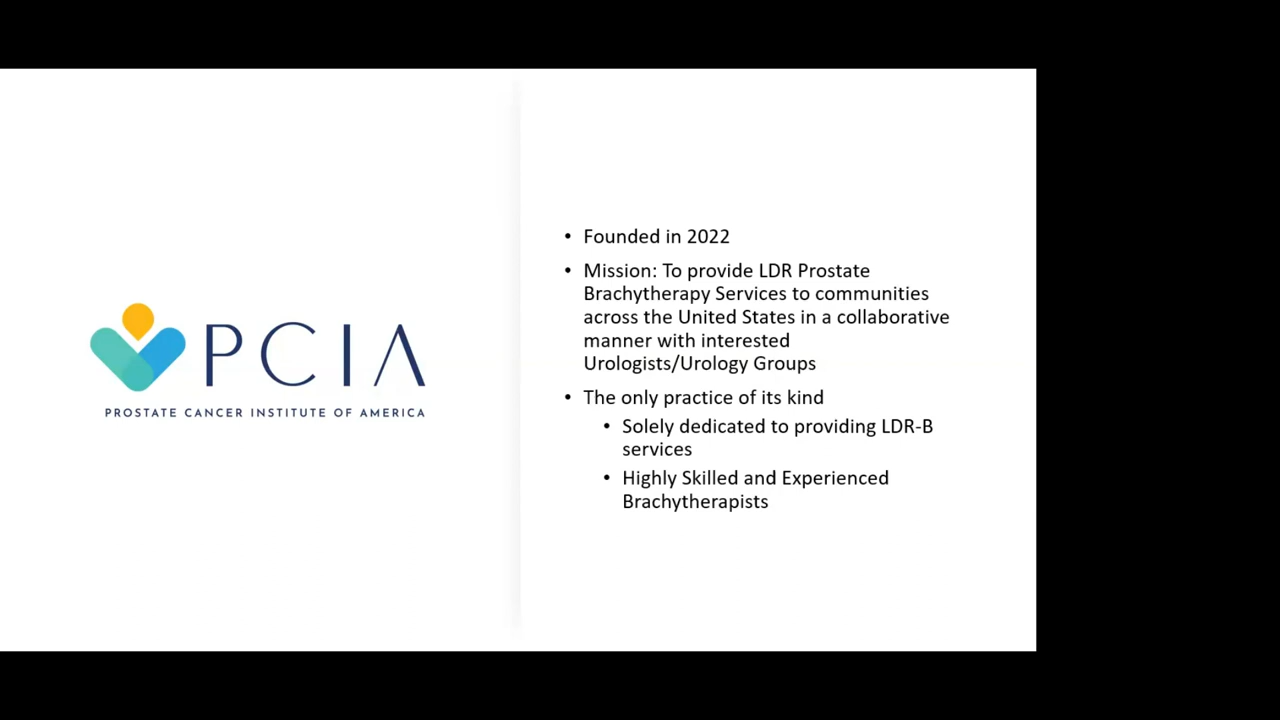 PCIA
PROSTATE CANCER INSTITUTE OF AMERICA
• Founded in 2022
• Mission: To provide LDR Prostate
Brachytherapy Services to communities
across the United States in a collaborative
manner with interested
Urologists/Urology Groups
• The only practice of its kind
• Solely dedicated to providing LDR-B
services
• Highly Skilled and Experienced
Brachytherapists